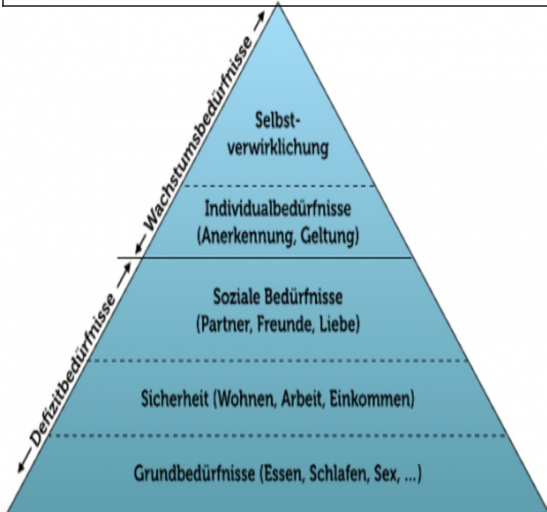 Wachstumsbedürfnisse
Defizitbedürfnisse
Selbst-
verwirklichung
Individualbedürfnisse
(Anerkennung, Geltung)
Soziale Bedürfnisse
(Partner, Freunde, Liebe)
Sicherheit (Wohnen, Arbeit, Einkommen)
Grundbedürfnisse (Essen, Schlafen, Sex, ...)